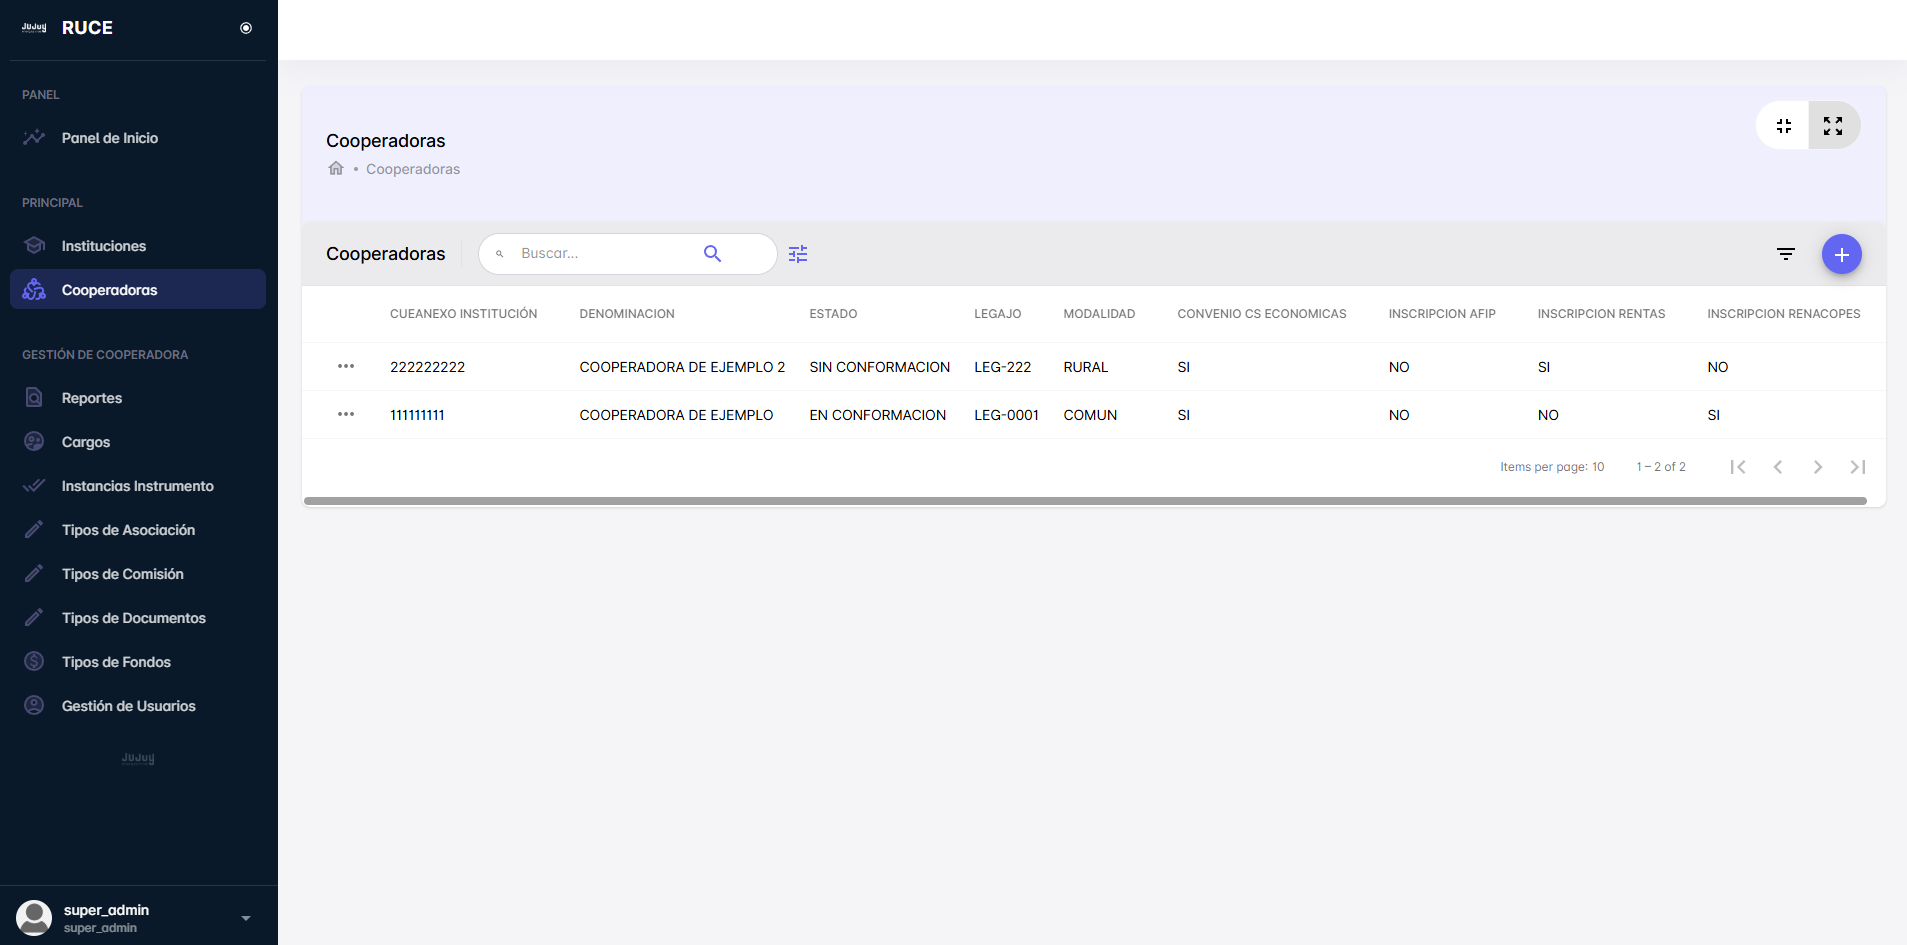 JUJUY RUCE
PANEL
Panel de Inicio
PRINCIPAL
Instituciones
Cooperadoras
GESTIÓN DE COOPERADORA
Reportes
Cargos
Instancias Instrumento
Tipos de Asociación
Tipos de Comisión
Tipos de Documentos
Tipos de Fondos
Gestión de Usuarios
JUJUY
super_admin
super_admin
Cooperadoras
• Cooperadoras
Cooperadoras Buscar...
CUEANEXO INSTITUCIÓN DENOMINACION ESTADO LEGAJO MODALIDAD CONVENIO CS ECONOMICAS INSCRIPCION AFIP INSCRIPCION RENTAS INSCRIPCION RENACOPES
222222222 COOPERADORA DE EJEMPLO 2 SIN CONFORMACION LEG-222 RURAL SI NO SI NO
111111111 COOPERADORA DE EJEMPLO EN CONFORMACION LEG-0001 COMUN SI NO NO SI
Items per page: 10 1 – 2 of 2